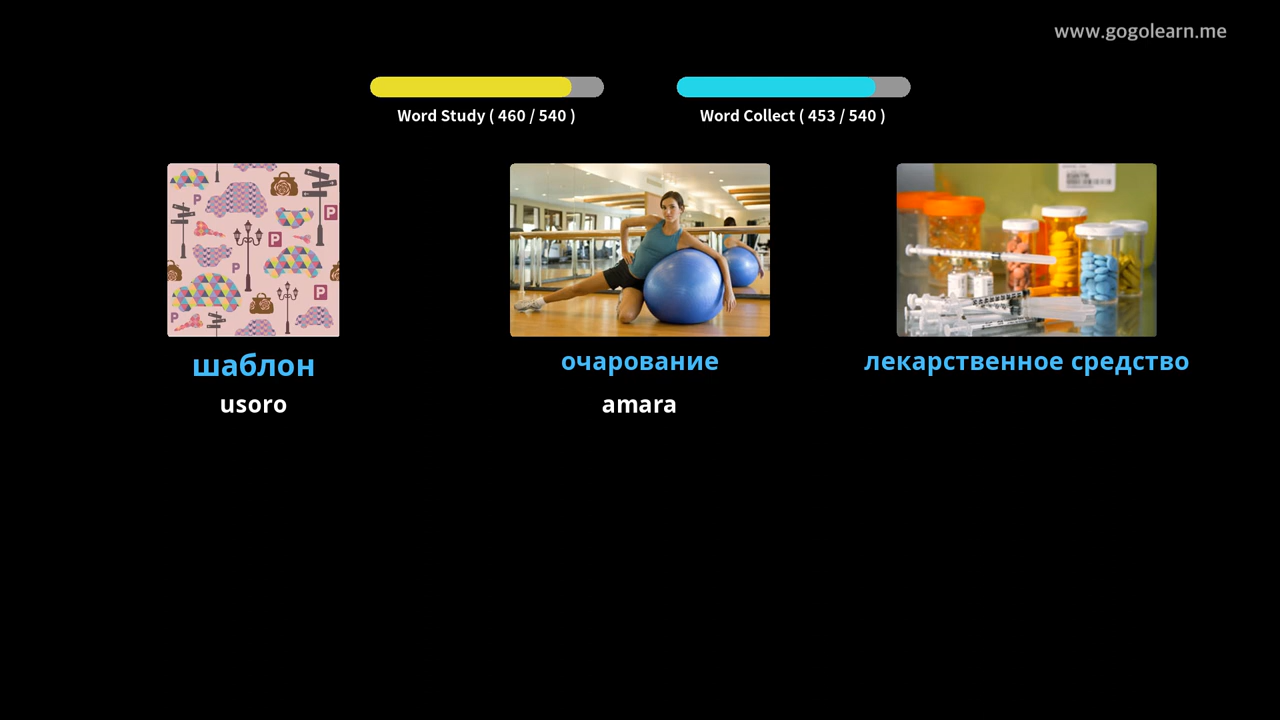 www.gogolearn.me
Word Study ( 460 / 540 )
Word Collect ( 453 / 540 )
шаблон
очарование
лекарственное средство
usoro
amara
P
P
P
P
P
P